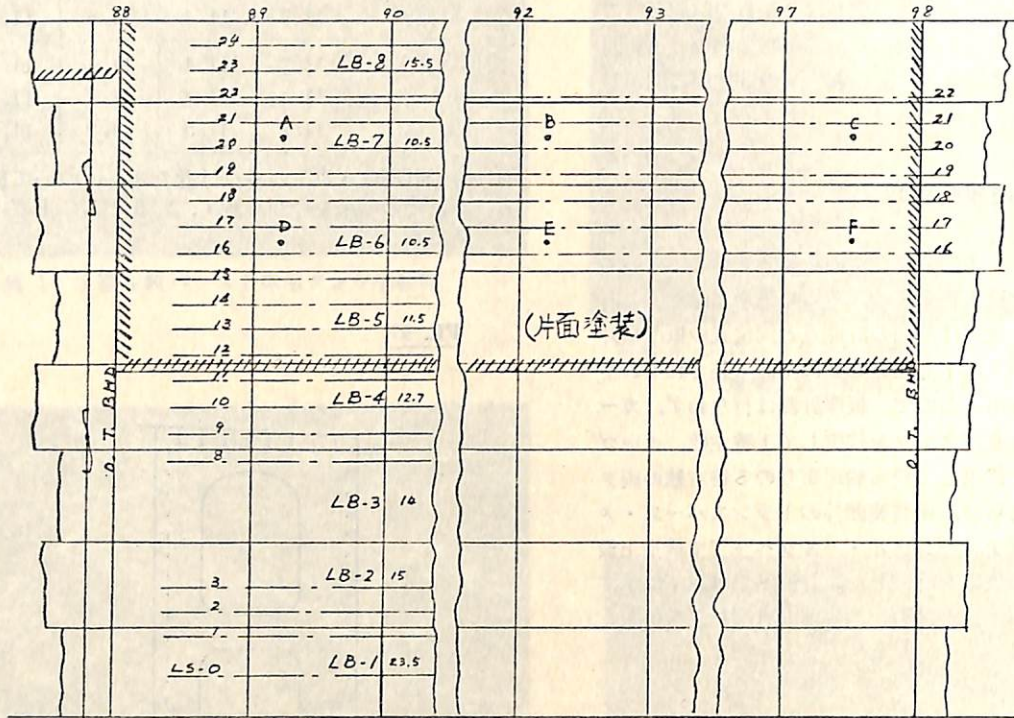 88 89 90 92 93 97 98
24
23 LB-8 15.5
23 22
21 A B C 21
20 LB-7 10.5 20
19 19
18 18
17 D E F 17
16 LB-6 10.5 16
15
14
LB-5 11.5 (片面塗装)
13
12
11
10 LB-4 12.7
9
8
O.T.BHD O.T.BHD
LB-3 14
LB-2 15
3
2
1
LS-0 LB-1 23.5